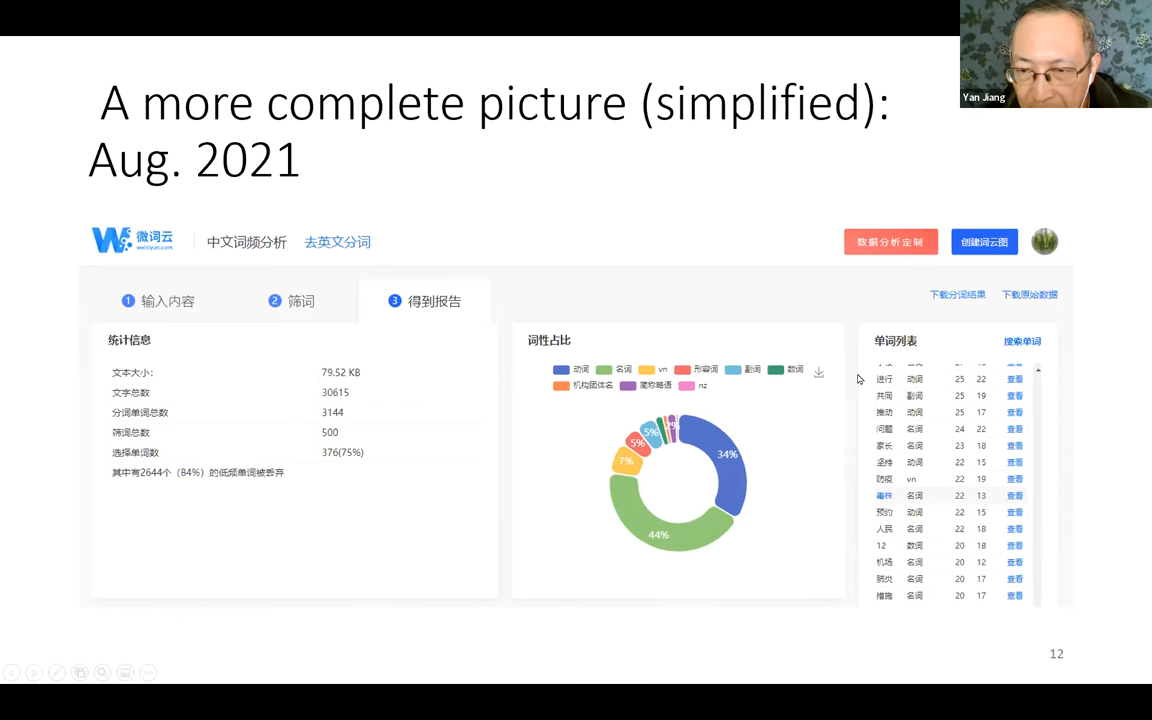 Yan Jiang
A more complete picture (simplified):
Aug. 2021
微词云
weiciyun.com
中文词频分析
去英文分词
数据分析定制
创建词云图
1 输入内容
2 筛词
3 得到报告
下载分词结果
下载原始数据
统计信息
文本大小: 79.52 KB
文字总数 30615
分词单词总数 3144
筛词总数 500
选择单词数 376(75%)
其中有2644个（84%）的低频单词被丢弃
词性占比
动词 名词 vn 形容词 副词 数词
机构团体名 简称略语 nz
34%
44%
7%
5%
5%
单词列表
搜索单词
进行 动词 25 22 查看
共同 副词 25 19 查看
推动 动词 25 17 查看
问题 名词 24 22 查看
家长 名词 23 18 查看
坚持 动词 22 15 查看
防疫 vn 22 19 查看
毒株 名词 22 13 查看
预约 动词 22 15 查看
人民 名词 22 18 查看
12 数词 20 18 查看
机场 名词 20 12 查看
肺炎 名词 20 17 查看
措施 名词 20 17 查看
12